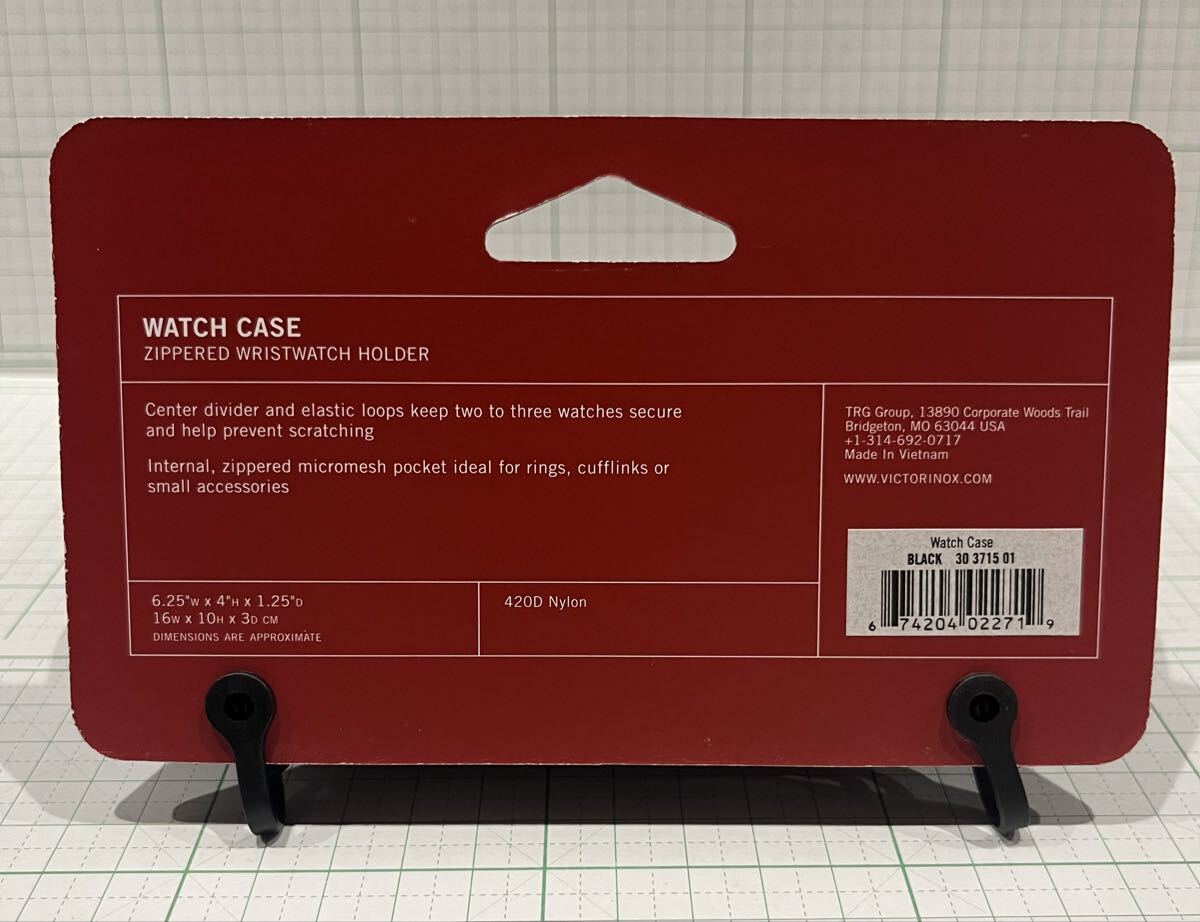 WATCH CASE
ZIPPERED WRISTWATCH HOLDER
Center divider and elastic loops keep two to three watches secure
and help prevent scratching
Internal, zippered micromesh pocket ideal for rings, cufflinks or
small accessories
6.25"W x 4"H x 1.25"D
16W x 10H x 3D CM
DIMENSIONS ARE APPROXIMATE
420D Nylon
TRG Group, 13890 Corporate Woods Trail
Bridgeton, MO 63044 USA
+1-314-692-0717
Made In Vietnam
WWW.VICTORINOX.COM
Watch Case
BLACK 30 3715 01
6 74204 02271 9